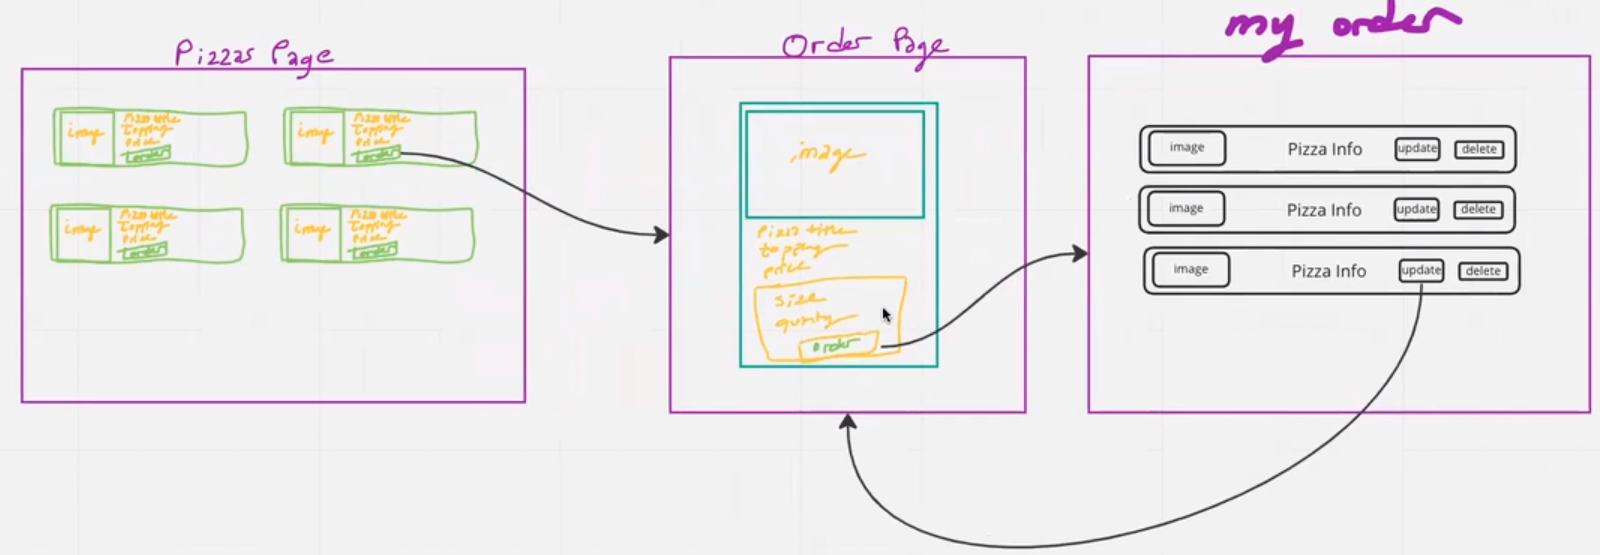 Pizzas Page
image
Pizza title
Topping
Price
order
image
Pizza title
Topping
Price
order
image
Pizza title
Topping
Price
order
image
Pizza title
Topping
Price
order
Order Page
image
Pizza title
topping
price
size
order
my order
image Pizza Info update delete
image Pizza Info update delete
image Pizza Info update delete